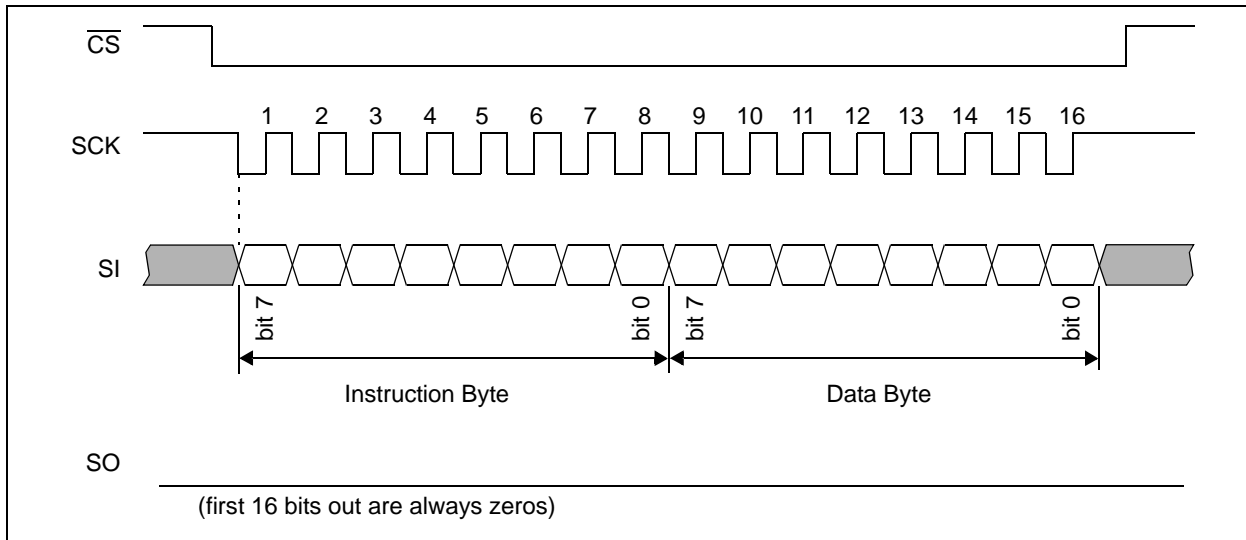 CS
1 2 3 4 5 6 7 8 9 10 11 12 13 14 15 16
SCK
SI
bit 7
bit 0
bit 7
bit 0
Instruction Byte
Data Byte
SO
(first 16 bits out are always zeros)